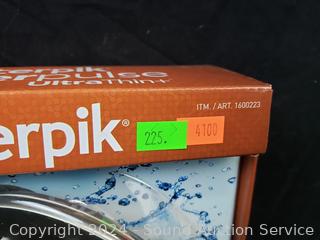 erpik
erpulse
UltraThin+
ITM. / ART. 1600223
erpik®
225.
4100
Copyright 2024 - Sound Auction Service